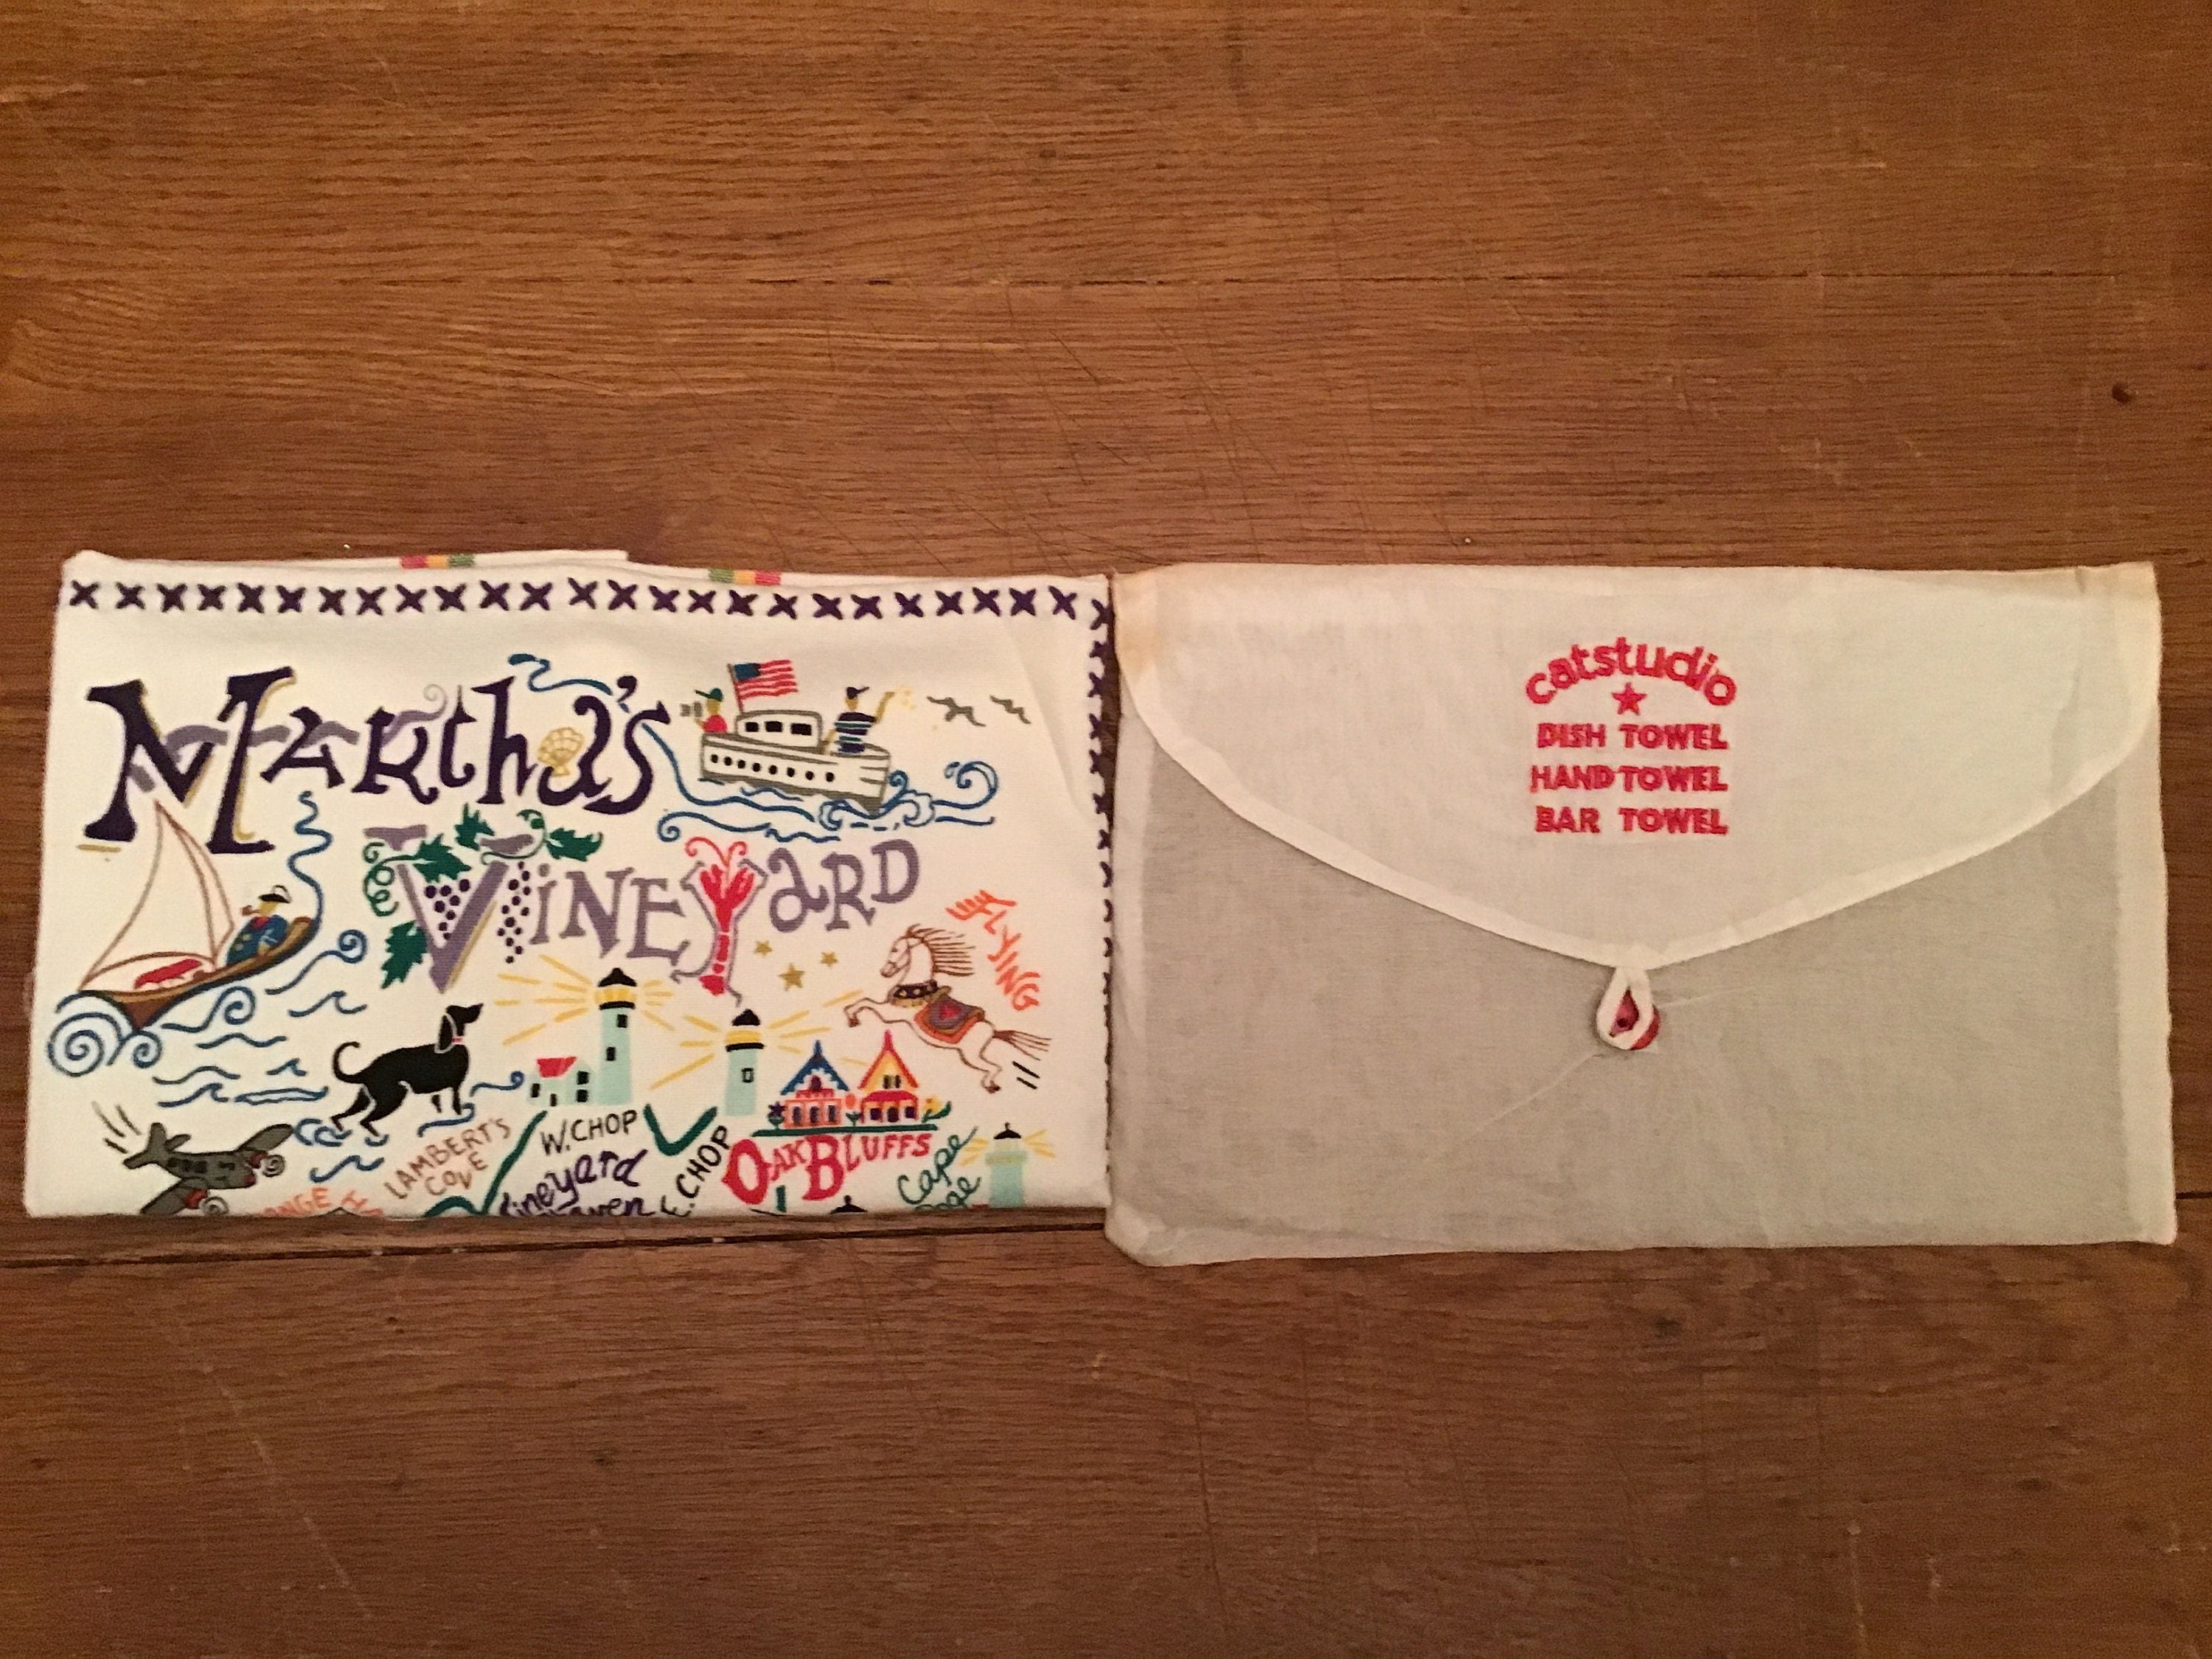 Martha's
VINEYARD
FLYING
LAMBERT'S
COVE
W. CHOP
E. CHOP
OAK BLUFFS
Vineyard
Cape
catstudio
DISH TOWEL
HAND TOWEL
BAR TOWEL